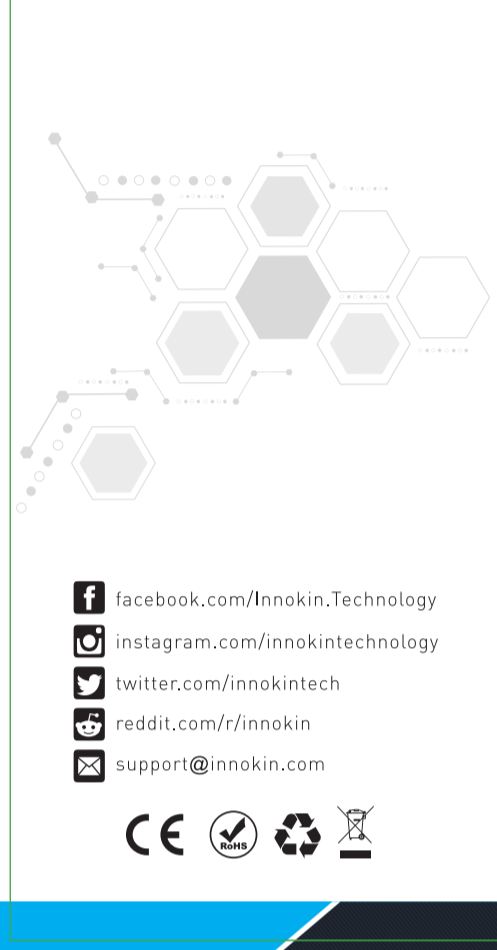 facebook.com/Innokin.Technology
instagram.com/innokintechnology
twitter.com/innokintech
reddit.com/r/innokin
support@innokin.com
CE RoHS